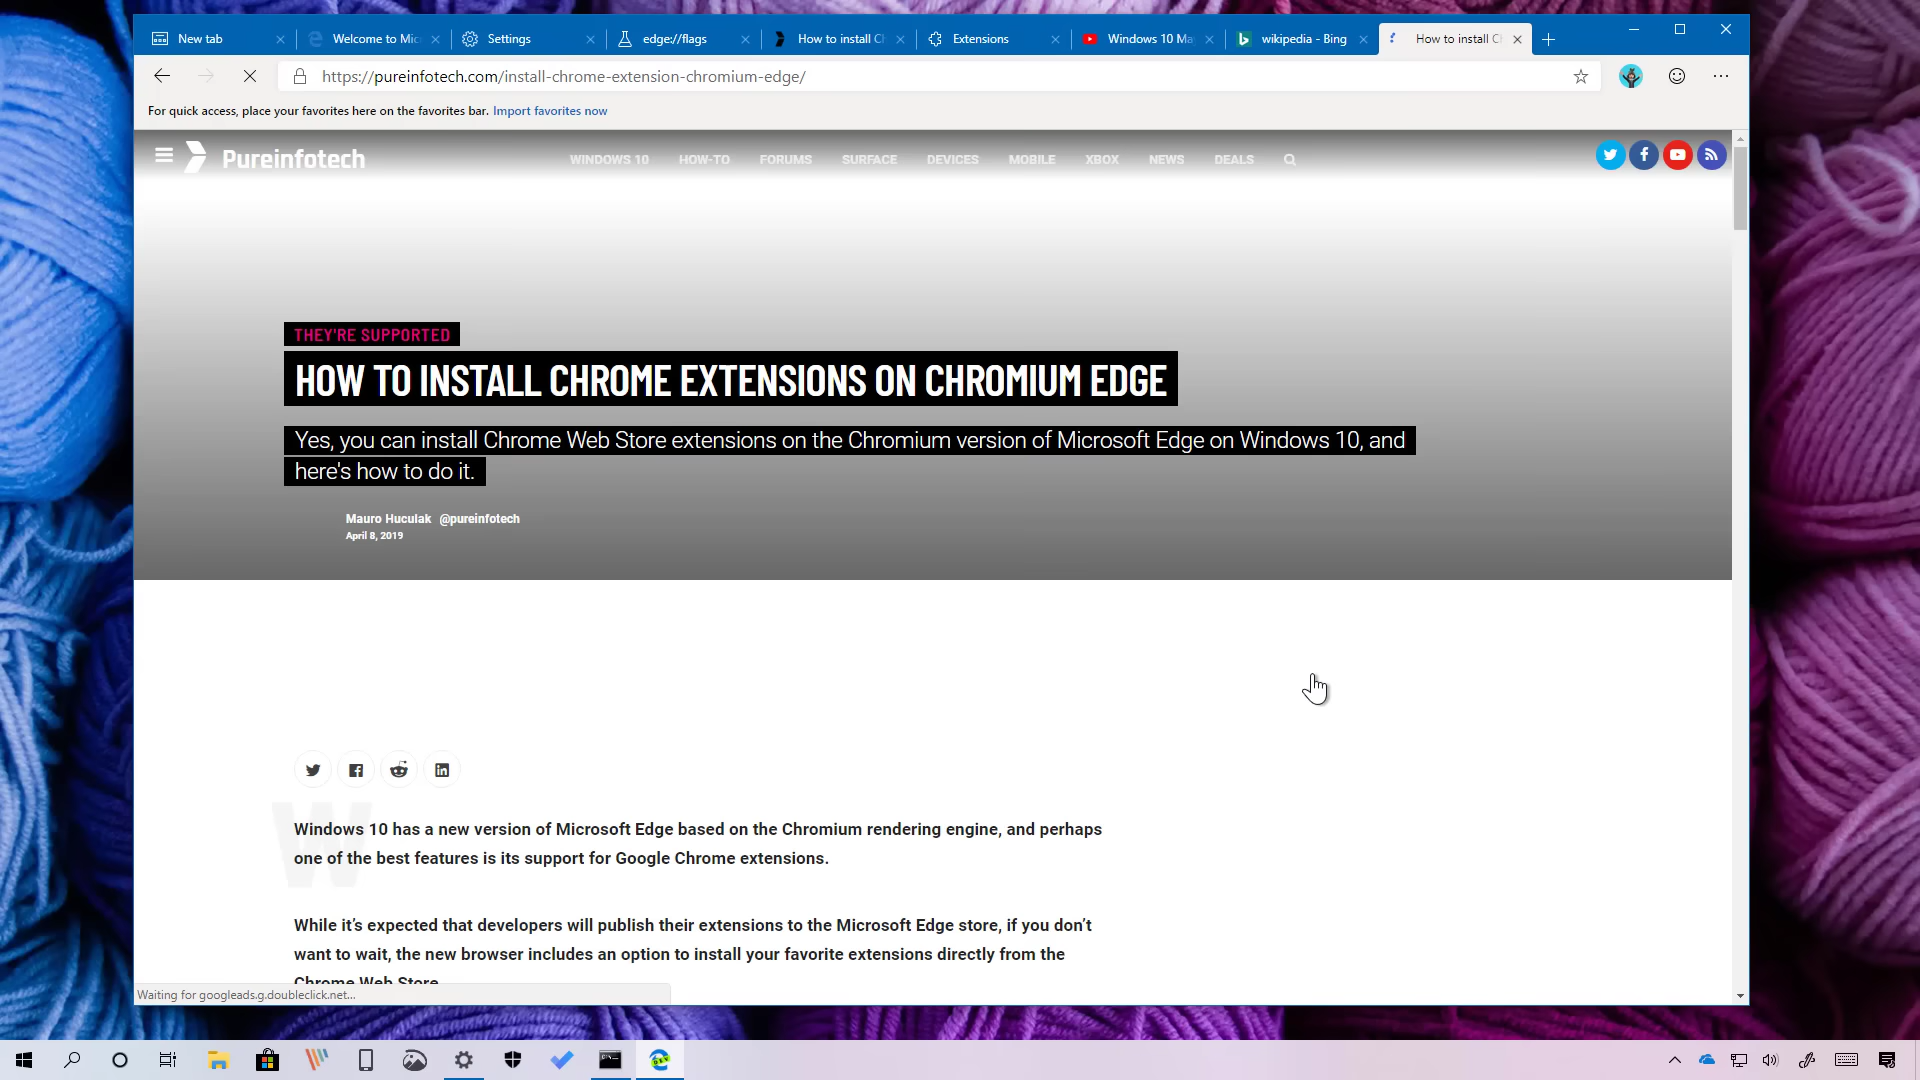 New tab
Welcome to Mic
Settings
edge://flags
How to install Ch
Extensions
Windows 10 Ma
wikipedia - Bing
How to install Ch
https://pureinfotech.com/install-chrome-extension-chromium-edge/
For quick access, place your favorites here on the favorites bar. Import favorites now
Pureinfotech
WINDOWS 10 HOW-TO FORUMS SURFACE DEVICES MOBILE XBOX NEWS DEALS
THEY'RE SUPPORTED
HOW TO INSTALL CHROME EXTENSIONS ON CHROMIUM EDGE
Yes, you can install Chrome Web Store extensions on the Chromium version of Microsoft Edge on Windows 10, and
here's how to do it.
Mauro Huculak @pureinfotech
April 8, 2019
W
Windows 10 has a new version of Microsoft Edge based on the Chromium rendering engine, and perhaps
one of the best features is its support for Google Chrome extensions.
While it’s expected that developers will publish their extensions to the Microsoft Edge store, if you don’t
want to wait, the new browser includes an option to install your favorite extensions directly from the
Chrome Web Store
Waiting for googleads.g.doubleclick.net...
DEV